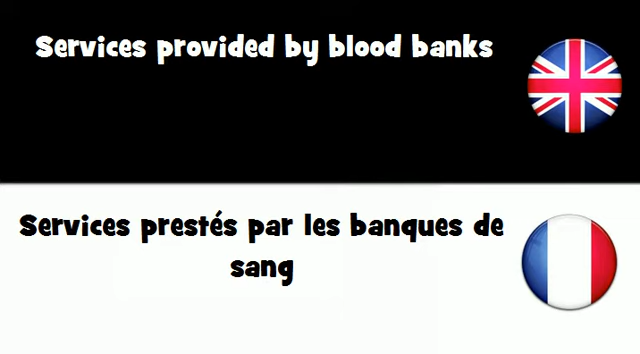 Services provided by blood banks
Services prestés par les banques de
sang